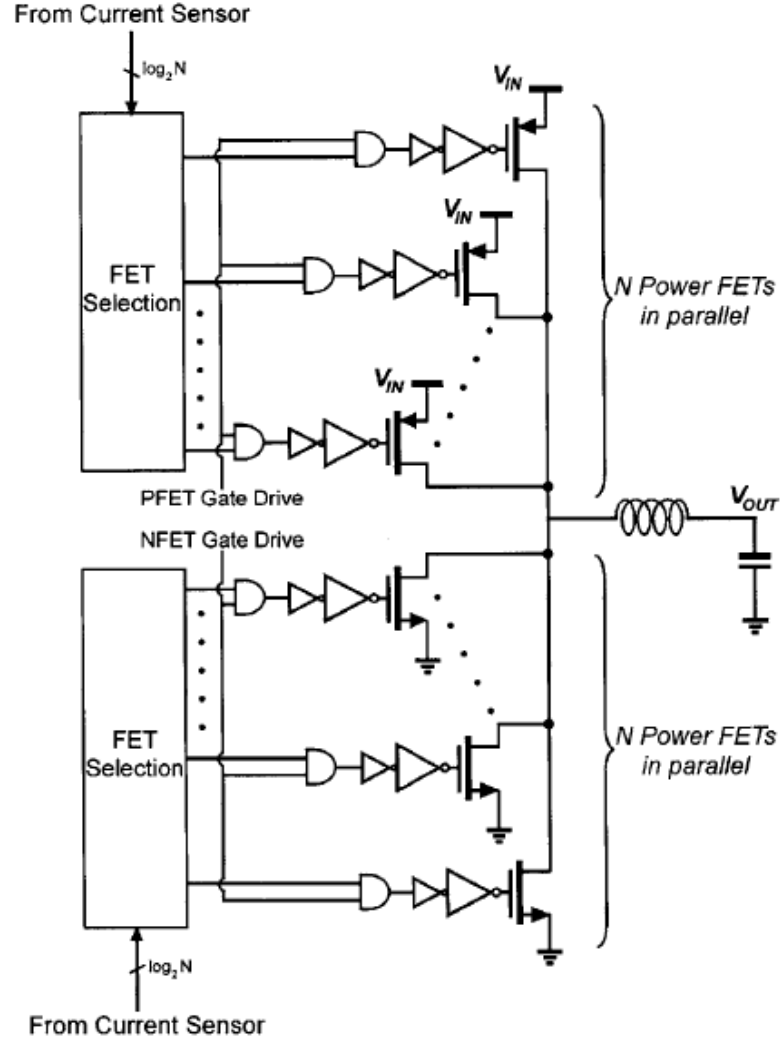 From Current Sensor
log2N
VIN
FET
Selection
VIN
N Power FETs
in parallel
VIN
PFET Gate Drive
VOUT
NFET Gate Drive
FET
Selection
N Power FETs
in parallel
log2N
From Current Sensor